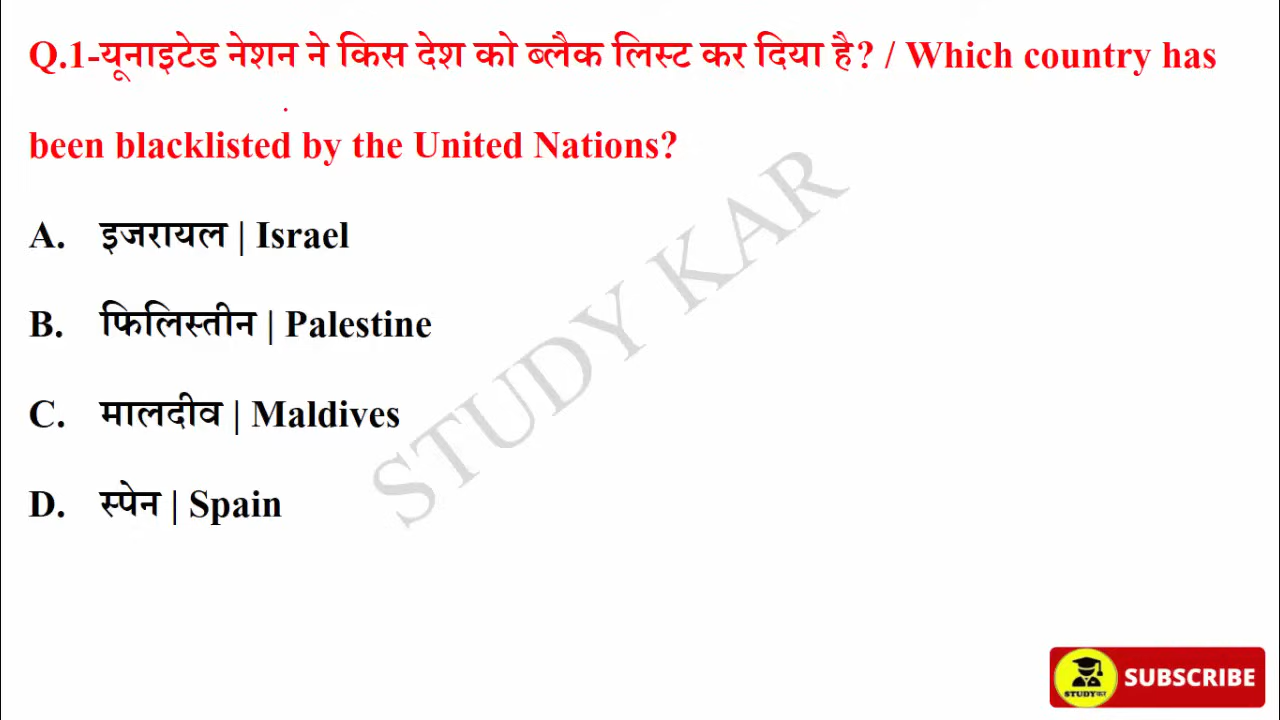 Q.1-यूनाइटेड नेशन ने किस देश को ब्लैक लिस्ट कर दिया है? / Which country has
been blacklisted by the United Nations?
A. इजरायल | Israel
B. फिलिस्तीन | Palestine
C. मालदीव | Maldives
D. स्पेन | Spain
STUDY KAR
STUDYकर
SUBSCRIBE